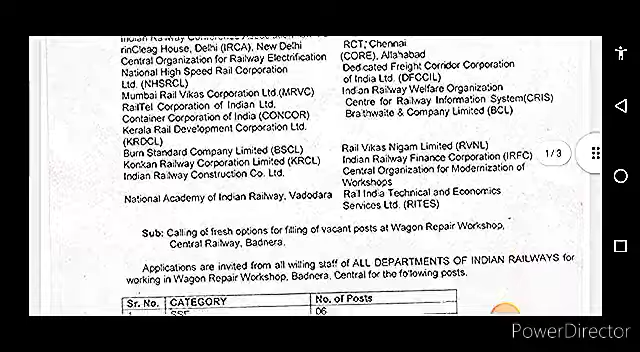 Indian Railway Conference Association
rinCleag House, Delhi (IRCA), New Delhi
Central Organization for Railway Electrification
National High Speed Rail Corporation
Ltd. (NHSRCL)
Mumbai Rail Vikas Corporation Ltd.(MRVC)
RailTel Corporation of Indian Ltd.
Container Corporation of India (CONCOR)
Kerala Rail Development Corporation Ltd.
(KRDCL)
Burn Standard Company Limited (BSCL)
Konkan Railway Corporation Limited (KRCL)
Indian Railway Construction Co. Ltd.
National Academy of Indian Railway, Vadodara
RCT, Chennai
(CORE), Allahabad
Dedicated Freight Corridor Corporation
of India Ltd. (DFCCIL)
Indian Railway Welfare Organization
Centre for Railway Information System(CRIS)
Braithwaite & Company Limited (BCL)
Rail Vikas Nigam Limited (RVNL)
Indian Railway Finance Corporation (IRFC)
Central Organization for Modernization of
Workshops
Rail India Technical and Economics
Services Ltd. (RITES)
1/3
Sub: Calling of fresh options for filling of vacant posts at Wagon Repair Workshop,
Central Railway, Badnera.
Applications are invited from all willing staff of ALL DEPARTMENTS OF INDIAN RAILWAYS for
working in Wagon Repair Workshop, Badnera, Central for the following posts.
Sr. No. CATEGORY No. of Posts
1 SSE 06
PowerDirector